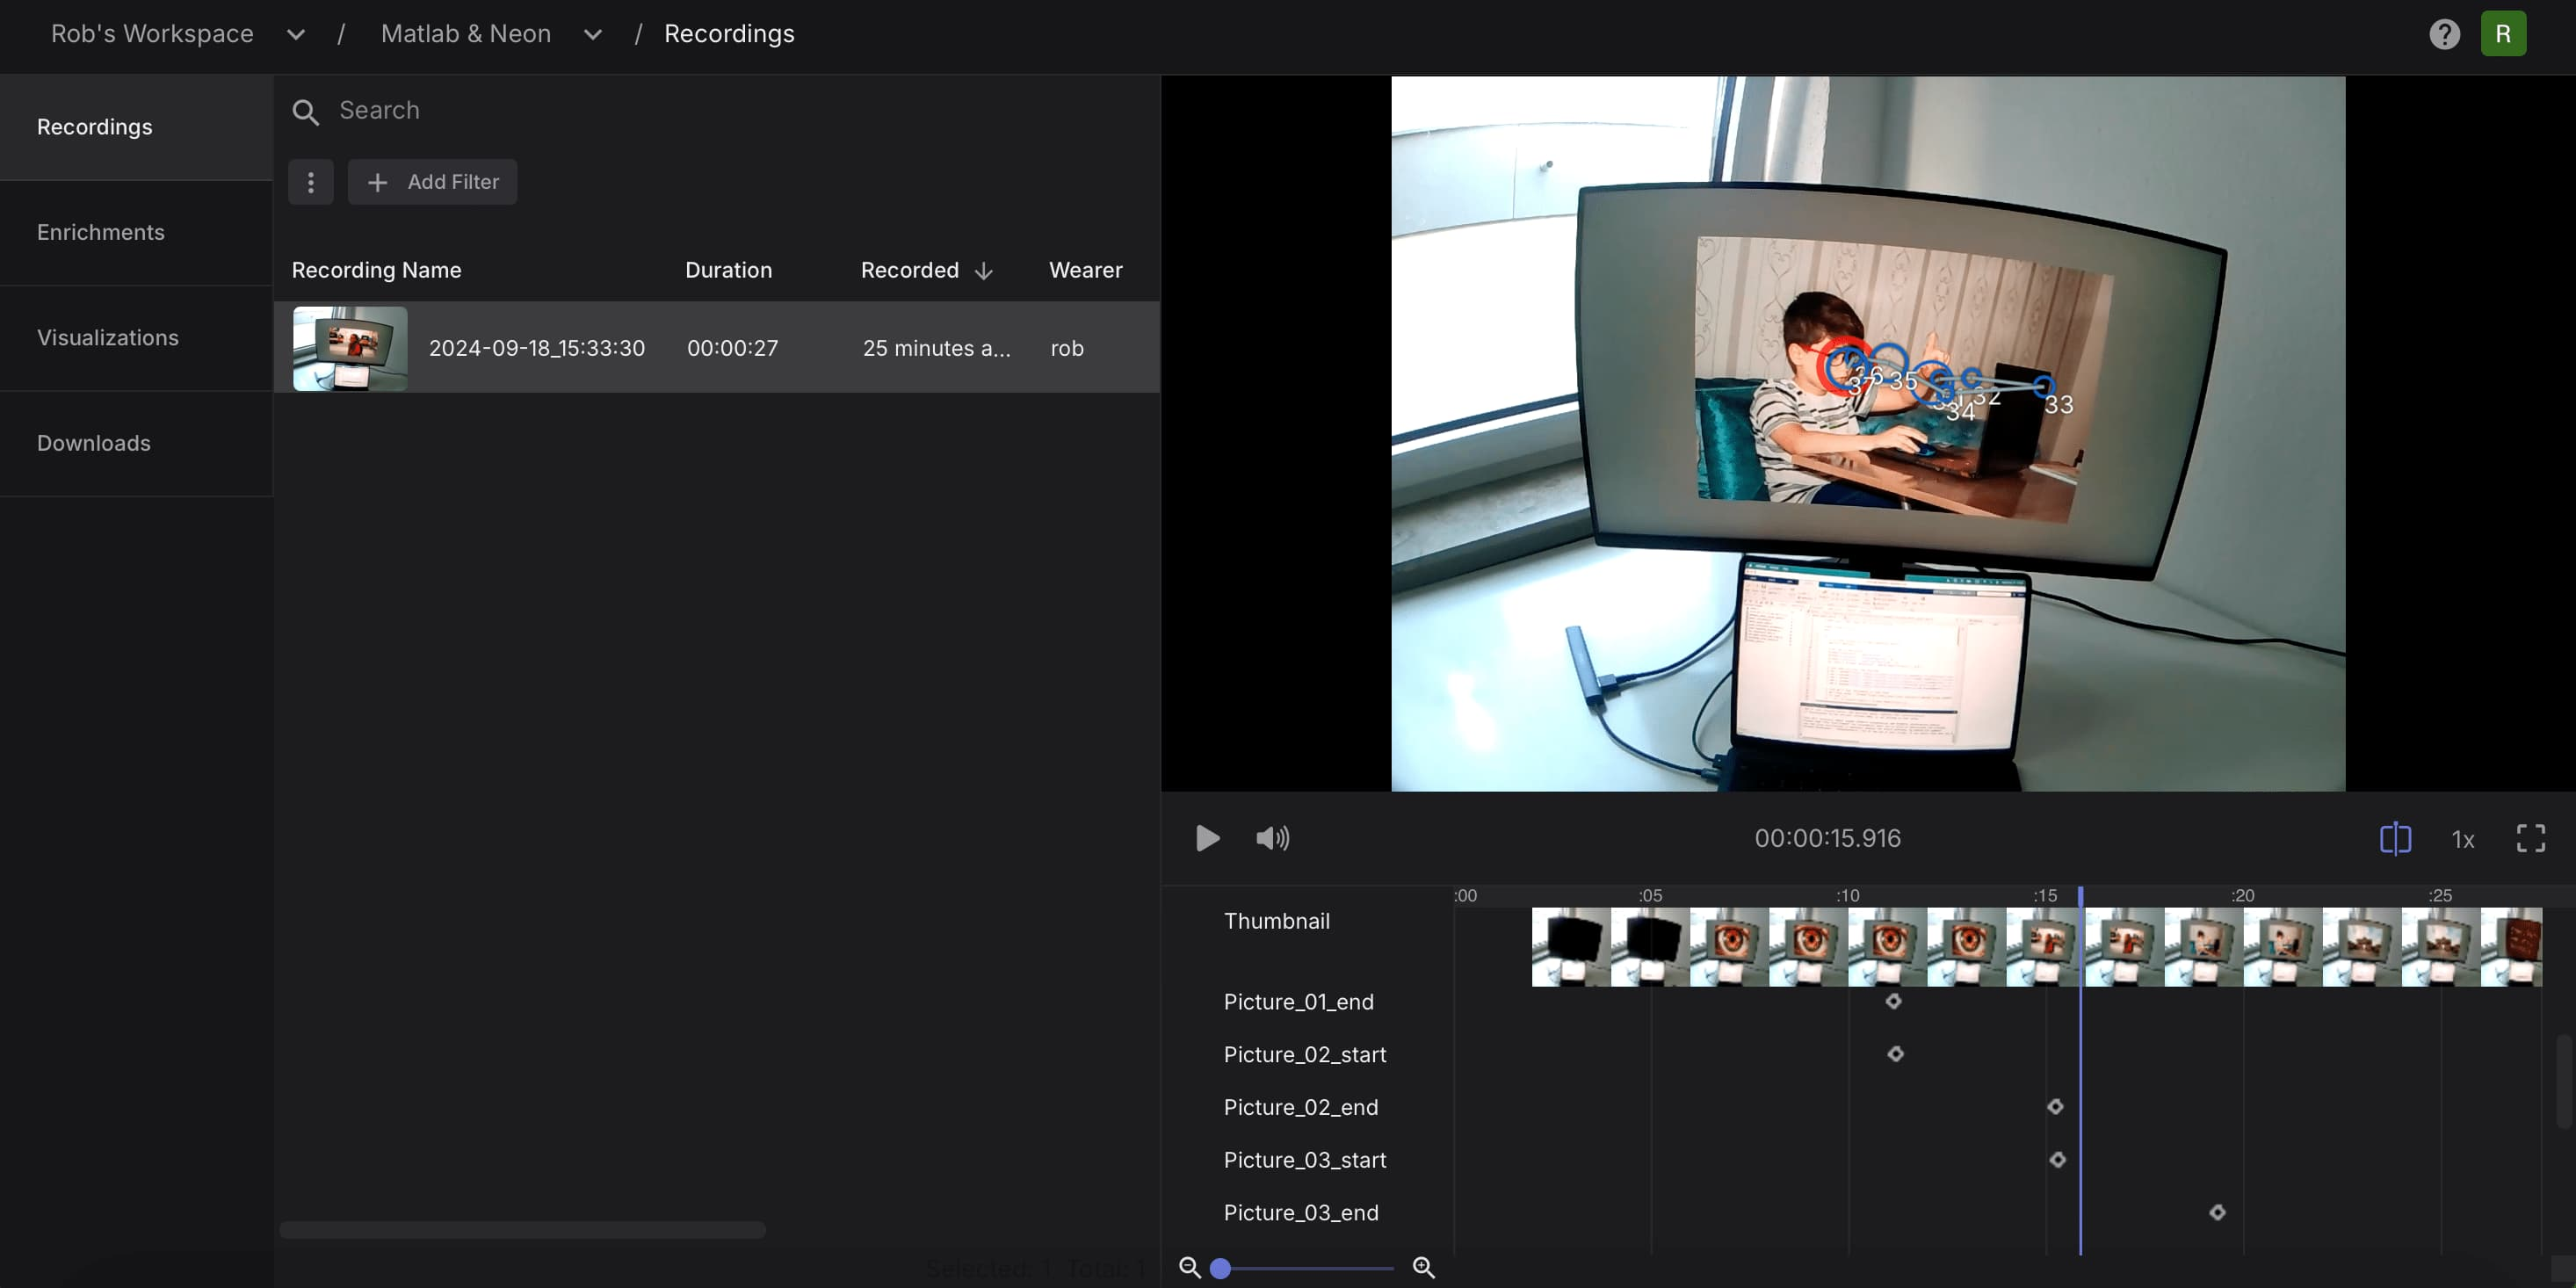 Rob's Workspace / Matlab & Neon / Recordings
R
Recordings
Enrichments
Visualizations
Downloads
Search
Add Filter
Recording Name Duration Recorded Wearer
2024-09-18_15:33:30 00:00:27 25 minutes a... rob
Selected: 1 Total: 1
37 36 35 34 32 33
00:00:15.916
1x
:00 :05 :10 :15 :20 :25
Thumbnail
Picture_01_end
Picture_02_start
Picture_02_end
Picture_03_start
Picture_03_end